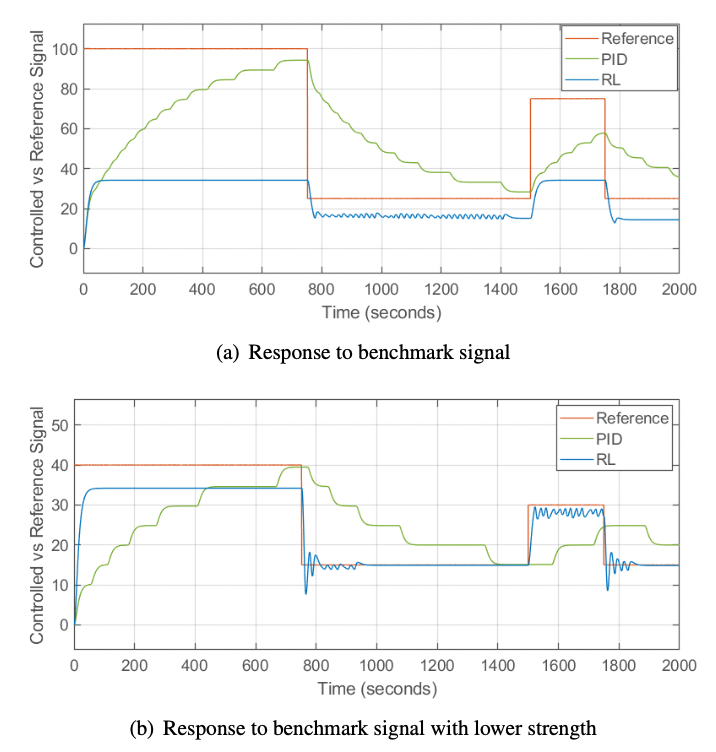 Controlled vs Reference Signal
100
80
60
40
20
0
Reference
PID
RL
0 200 400 600 800 1000 1200 1400 1600 1800 2000
Time (seconds)
(a) Response to benchmark signal
Controlled vs Reference Signal
50
40
30
20
10
0
Reference
PID
RL
0 200 400 600 800 1000 1200 1400 1600 1800 2000
Time (seconds)
(b) Response to benchmark signal with lower strength